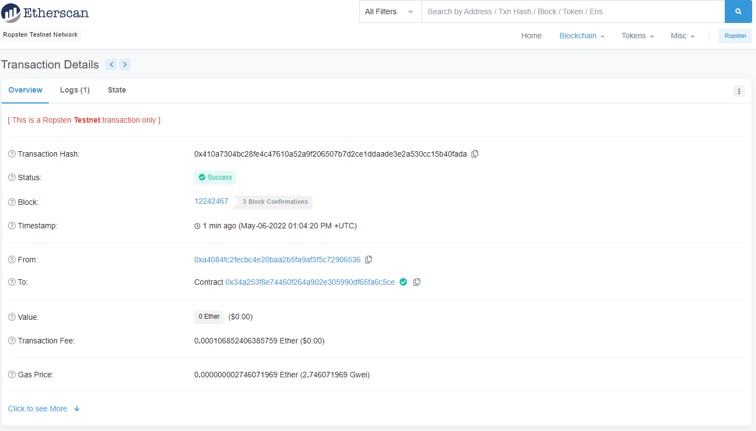 Etherscan
All Filters
Search by Address / Txn Hash / Block / Token / Ens
Ropsten Testnet Network
Home Blockchain Tokens Misc Ropsten
Transaction Details
Overview Logs (1) State
[ This is a Ropsten Testnet transaction only ]
Transaction Hash: 0x410a7304bc28fe4c47610a52a9f206507b7d2ce1ddaade3e2a530cc15b40fada
Status: Success
Block: 12242467 3 Block Confirmations
Timestamp: 1 min ago (May-06-2022 01:04:20 PM +UTC)
From: 0xa4084fc2fecbc4e20baa2b5fa9af3f5c72906536
To: Contract 0x34a253f8e74460f264a902e305990df65fa6c5ce
Value: 0 Ether ($0.00)
Transaction Fee: 0.000106852406385759 Ether ($0.00)
Gas Price: 0.000000002746071969 Ether (2.746071969 Gwei)
Click to see More